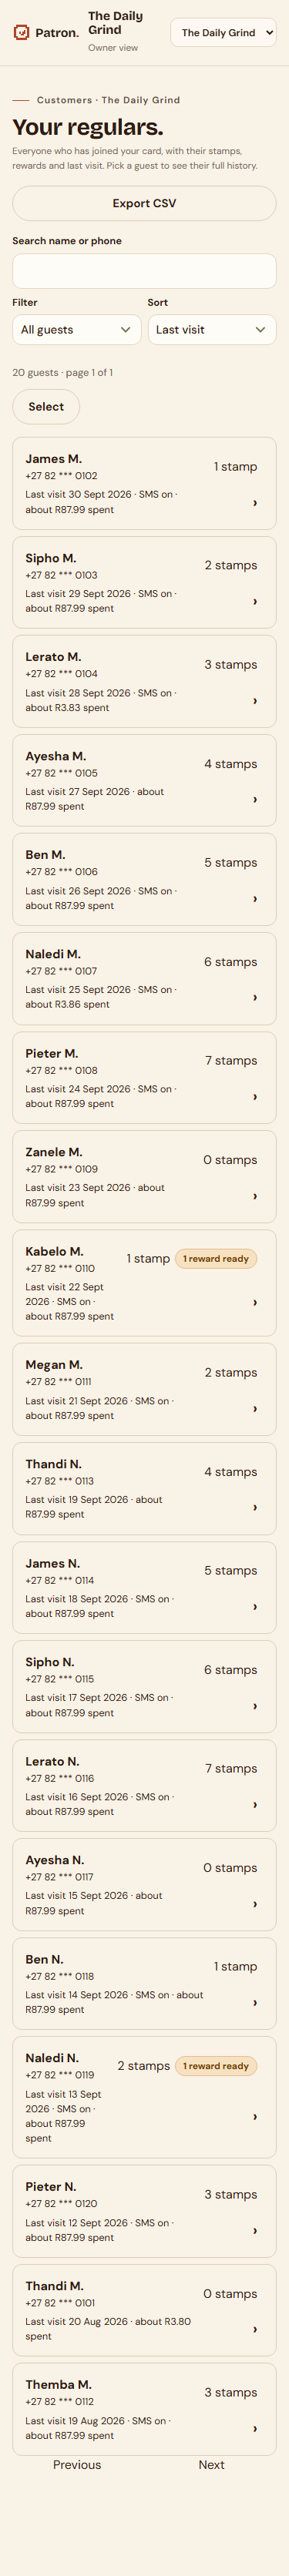 Patron.
The Daily
Grind
Owner view
The Daily Grind
Customers · The Daily Grind
Your regulars.
Everyone who has joined your card, with their stamps,
rewards and last visit. Pick a guest to see their full history.
Export CSV
Search name or phone
Filter
Sort
All guests
Last visit
20 guests · page 1 of 1
Select
James M.
+27 82 *** 0102
1 stamp
Last visit 30 Sept 2026 · SMS on ·
about R87.99 spent
›
Sipho M.
+27 82 *** 0103
2 stamps
Last visit 29 Sept 2026 · SMS on ·
about R87.99 spent
›
Lerato M.
+27 82 *** 0104
3 stamps
Last visit 28 Sept 2026 · SMS on ·
about R3.83 spent
›
Ayesha M.
+27 82 *** 0105
4 stamps
Last visit 27 Sept 2026 · about
R87.99 spent
›
Ben M.
+27 82 *** 0106
5 stamps
Last visit 26 Sept 2026 · SMS on ·
about R87.99 spent
›
Naledi M.
+27 82 *** 0107
6 stamps
Last visit 25 Sept 2026 · SMS on ·
about R3.86 spent
›
Pieter M.
+27 82 *** 0108
7 stamps
Last visit 24 Sept 2026 · SMS on ·
about R87.99 spent
›
Zanele M.
+27 82 *** 0109
0 stamps
Last visit 23 Sept 2026 · about
R87.99 spent
›
Kabelo M.
+27 82 *** 0110
1 stamp
1 reward ready
Last visit 22 Sept
2026 · SMS on ·
about R87.99 spent
›
Megan M.
+27 82 *** 0111
2 stamps
Last visit 21 Sept 2026 · SMS on ·
about R87.99 spent
›
Thandi N.
+27 82 *** 0113
4 stamps
Last visit 19 Sept 2026 · about
R87.99 spent
›
James N.
+27 82 *** 0114
5 stamps
Last visit 18 Sept 2026 · SMS on ·
about R87.99 spent
›
Sipho N.
+27 82 *** 0115
6 stamps
Last visit 17 Sept 2026 · SMS on ·
about R87.99 spent
›
Lerato N.
+27 82 *** 0116
7 stamps
Last visit 16 Sept 2026 · SMS on ·
about R87.99 spent
›
Ayesha N.
+27 82 *** 0117
0 stamps
Last visit 15 Sept 2026 · about
R87.99 spent
›
Ben N.
+27 82 *** 0118
1 stamp
Last visit 14 Sept 2026 · SMS on · about
R87.99 spent
›
Naledi N.
+27 82 *** 0119
2 stamps
1 reward ready
Last visit 13 Sept
2026 · SMS on ·
about R87.99
spent
›
Pieter N.
+27 82 *** 0120
3 stamps
Last visit 12 Sept 2026 · SMS on ·
about R87.99 spent
›
Thandi M.
+27 82 *** 0101
0 stamps
Last visit 20 Aug 2026 · about R3.80
spent
›
Themba M.
+27 82 *** 0112
3 stamps
Last visit 19 Aug 2026 · SMS on ·
about R87.99 spent
›
Previous
Next